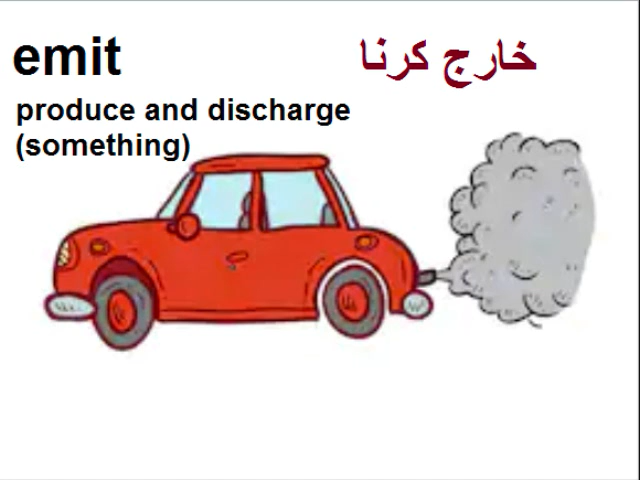 emit
خارج کرنا
produce and discharge
(something)